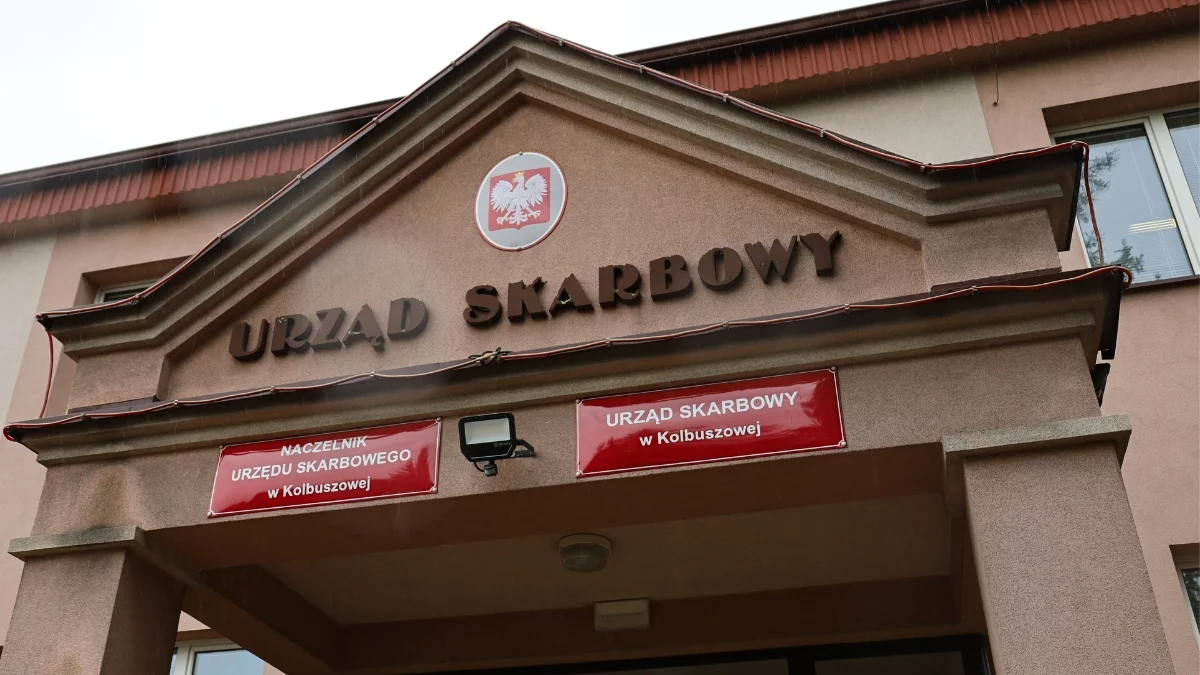 URZĄD SKARBOWY
NACZELNIK
URZĘDU SKARBOWEGO
w Kolbuszowej
URZĄD SKARBOWY
w Kolbuszowej